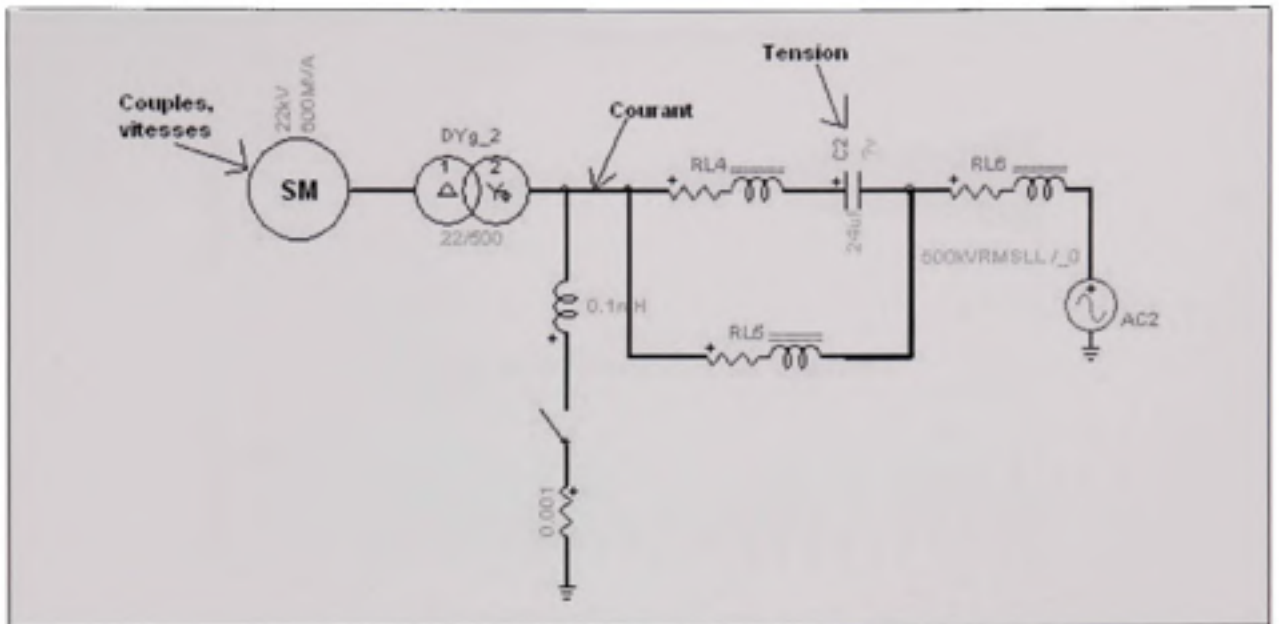 Tension
Couples,
vitesses
22kV
600MVA
Courant
DYg_2
1
2
SM
22/500
RL4
C2
?v
24u
RL6
500kVRMSLL /_0
AC2
0.1mH
RL5
0.001